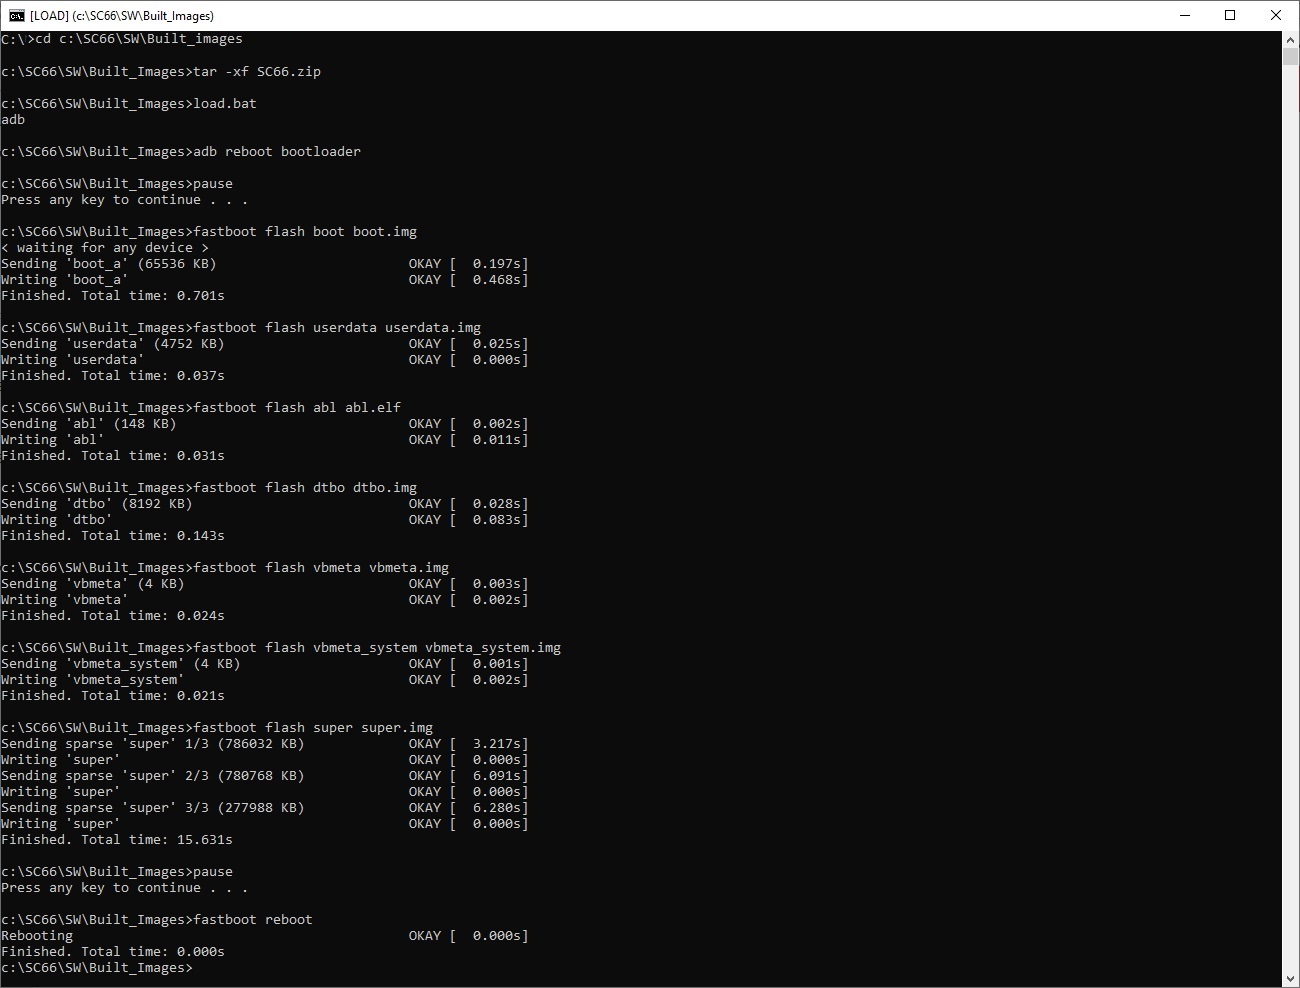 [LOAD] (c:\SC66\SW\Built_Images)
C:\>cd c:\SC66\SW\Built_images
c:\SC66\SW\Built_Images>tar -xf SC66.zip
c:\SC66\SW\Built_Images>load.bat
adb
c:\SC66\SW\Built_Images>adb reboot bootloader
c:\SC66\SW\Built_Images>pause
Press any key to continue . . .
c:\SC66\SW\Built_Images>fastboot flash boot boot.img
< waiting for any device >
Sending 'boot_a' (65536 KB) OKAY [  0.197s]
Writing 'boot_a' OKAY [  0.468s]
Finished. Total time: 0.701s
c:\SC66\SW\Built_Images>fastboot flash userdata userdata.img
Sending 'userdata' (4752 KB) OKAY [  0.025s]
Writing 'userdata' OKAY [  0.000s]
Finished. Total time: 0.037s
c:\SC66\SW\Built_Images>fastboot flash abl abl.elf
Sending 'abl' (148 KB) OKAY [  0.002s]
Writing 'abl' OKAY [  0.011s]
Finished. Total time: 0.031s
c:\SC66\SW\Built_Images>fastboot flash dtbo dtbo.img
Sending 'dtbo' (8192 KB) OKAY [  0.028s]
Writing 'dtbo' OKAY [  0.083s]
Finished. Total time: 0.143s
c:\SC66\SW\Built_Images>fastboot flash vbmeta vbmeta.img
Sending 'vbmeta' (4 KB) OKAY [  0.003s]
Writing 'vbmeta' OKAY [  0.002s]
Finished. Total time: 0.024s
c:\SC66\SW\Built_Images>fastboot flash vbmeta_system vbmeta_system.img
Sending 'vbmeta_system' (4 KB) OKAY [  0.001s]
Writing 'vbmeta_system' OKAY [  0.002s]
Finished. Total time: 0.021s
c:\SC66\SW\Built_Images>fastboot flash super super.img
Sending sparse 'super' 1/3 (786032 KB) OKAY [  3.217s]
Writing 'super' OKAY [  0.000s]
Sending sparse 'super' 2/3 (780768 KB) OKAY [  6.091s]
Writing 'super' OKAY [  0.000s]
Sending sparse 'super' 3/3 (277988 KB) OKAY [  6.280s]
Writing 'super' OKAY [  0.000s]
Finished. Total time: 15.631s
c:\SC66\SW\Built_Images>pause
Press any key to continue . . .
c:\SC66\SW\Built_Images>fastboot reboot
Rebooting OKAY [  0.000s]
Finished. Total time: 0.000s
c:\SC66\SW\Built_Images>